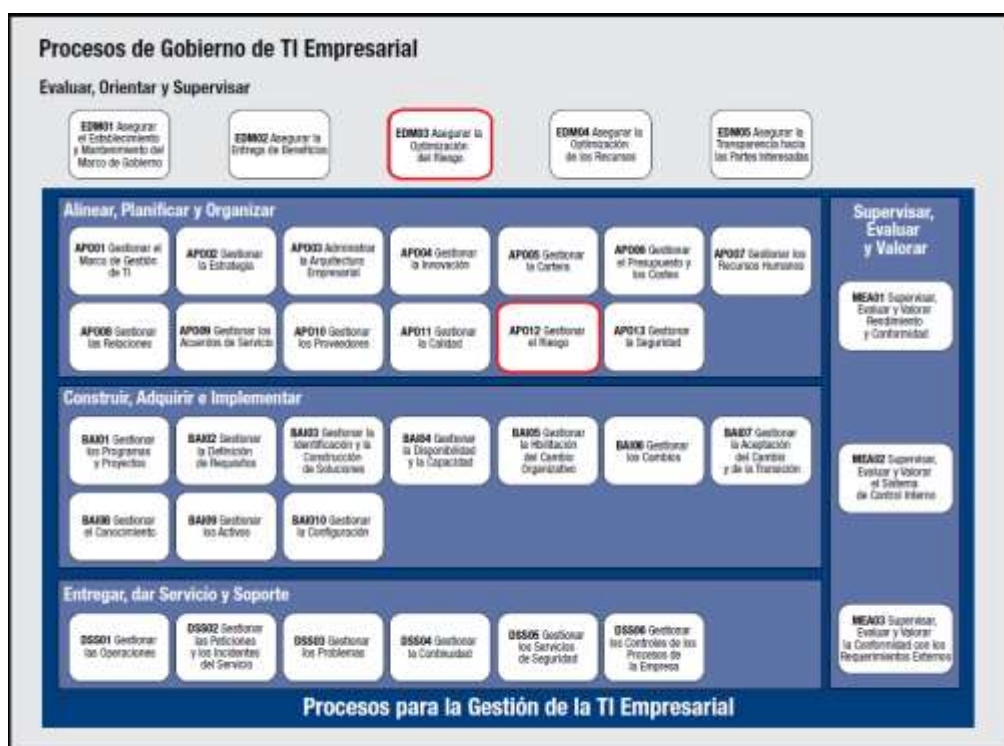 Procesos de Gobierno de TI Empresarial
Evaluar, Orientar y Supervisar
EDM01 Asegurar
el Establecimiento
y Mantenimiento del
Marco de Gobierno
EDM02 Asegurar la
Entrega de Beneficios
EDM03 Asegurar la
Optimización
del Riesgo
EDM04 Asegurar la
Optimización
de los Recursos
EDM05 Asegurar la
Transparencia hacia
las Partes Interesadas
Alinear, Planificar y Organizar
APO01 Gestionar el
Marco de Gestión
de TI
APO02 Gestionar
la Estrategia
APO03 Administrar
la Arquitectura
Empresarial
APO04 Gestionar
la Innovación
APO05 Gestionar
la Cartera
APO06 Gestionar
el Presupuesto y
los Costes
APO07 Gestionar los
Recursos Humanos
APO08 Gestionar
las Relaciones
APO09 Gestionar los
Acuerdos de Servicio
APO10 Gestionar
los Proveedores
APO11 Gestionar
la Calidad
APO12 Gestionar
el Riesgo
APO13 Gestionar
la Seguridad
Construir, Adquirir e Implementar
BAI01 Gestionar
los Programas
y Proyectos
BAI02 Gestionar
la Definición
de Requisitos
BAI03 Gestionar la
Identificación y la
Construcción
de Soluciones
BAI04 Gestionar
la Disponibilidad
y la Capacidad
BAI05 Gestionar
la Habilitación
del Cambio
Organizativo
BAI06 Gestionar
los Cambios
BAI07 Gestionar
la Aceptación
del Cambio
y de la Transición
BAI08 Gestionar
el Conocimiento
BAI09 Gestionar
los Activos
BAI010 Gestionar
la Configuración
Entregar, dar Servicio y Soporte
DSS01 Gestionar
las Operaciones
DSS02 Gestionar
las Peticiones
y los Incidentes
del Servicio
DSS03 Gestionar
los Problemas
DSS04 Gestionar
la Continuidad
DSS05 Gestionar
los Servicios
de Seguridad
DSS06 Gestionar
los Controles de los
Procesos de
la Empresa
Supervisar,
Evaluar
y Valorar
MEA01 Supervisar,
Evaluar y Valorar
Rendimiento
y Conformidad
MEA02 Supervisar,
Evaluar y Valorar
el Sistema
de Control Interno
MEA03 Supervisar,
Evaluar y Valorar
la Conformidad con los
Requerimientos Externos
Procesos para la Gestión de la TI Empresarial